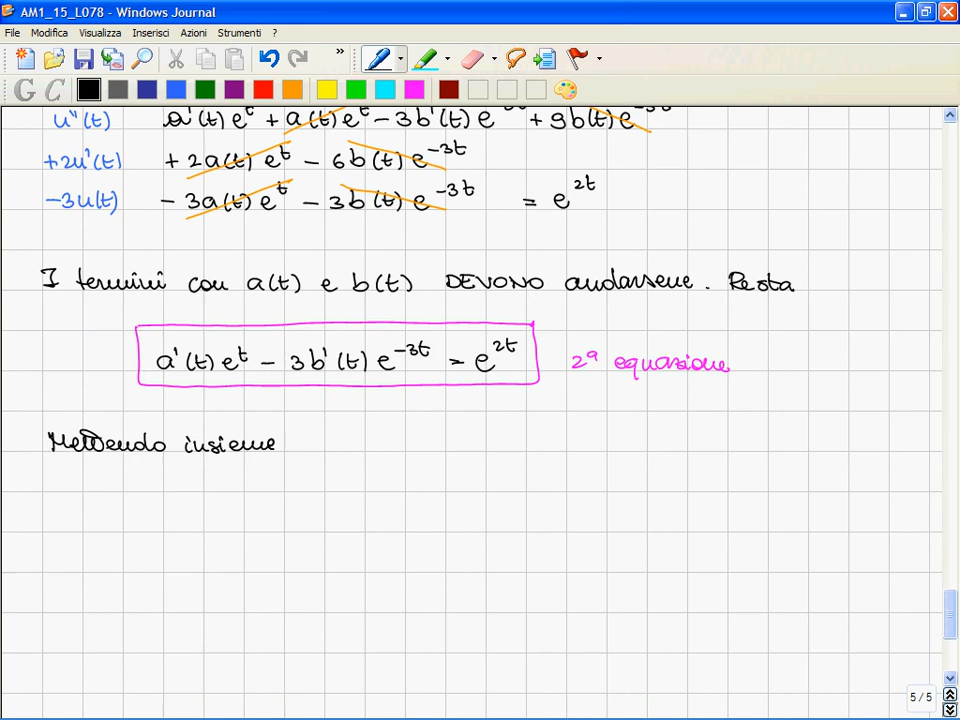 AM1_15_L078 - Windows Journal
File Modifica Visualizza Inserisci Azioni Strumenti ?
G C
u''(t) a'(t) e^t + a(t) e^t - 3b'(t) e^-3t + 9b(t) e^-3t
+2u'(t) + 2a(t) e^t - 6b(t) e^-3t
-3u(t) - 3a(t) e^t - 3b(t) e^-3t = e^2t
I termini con a(t) e b(t) DEVONO andarsene. Resta
a'(t) e^t - 3b'(t) e^-3t = e^2t 2ª equazione
Mettendo insieme
5 / 5